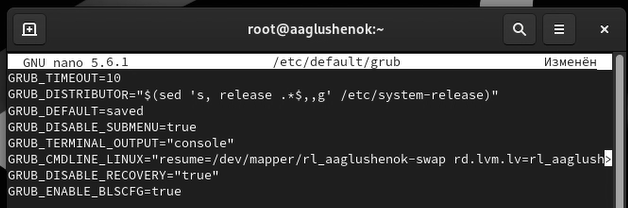 root@aaglushenok:~
GNU nano 5.6.1 /etc/default/grub Изменён
GRUB_TIMEOUT=10
GRUB_DISTRIBUTOR="$(sed 's, release .*$,,g' /etc/system-release)"
GRUB_DEFAULT=saved
GRUB_DISABLE_SUBMENU=true
GRUB_TERMINAL_OUTPUT="console"
GRUB_CMDLINE_LINUX="resume=/dev/mapper/rl_aaglushenok-swap rd.lvm.lv=rl_aaglush>
GRUB_DISABLE_RECOVERY="true"
GRUB_ENABLE_BLSCFG=true